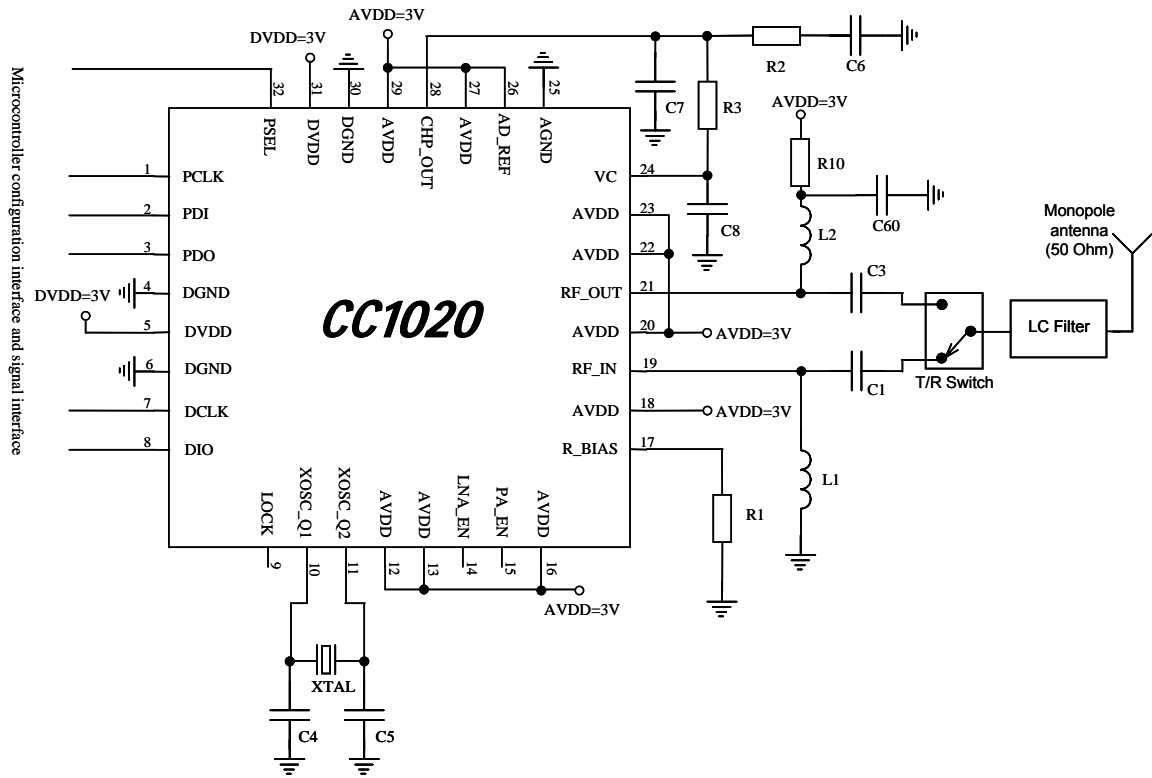 AVDD=3V
DVDD=3V
R2
C6
32
31
30
29
28
27
26
25
C7
R3
AVDD=3V
PSEL
DVDD
DGND
AVDD
CHP_OUT
AVDD
AD_REF
AGND
R10
Microcontroller configuration interface and signal interface
1
PCLK
VC
24
2
PDI
AVDD
23
C8
L2
C60
Monopole
antenna
(50 Ohm)
3
PDO
AVDD
22
C3
DVDD=3V
4
DGND
RF_OUT
21
5
DVDD
CC1020
AVDD
20
AVDD=3V
LC Filter
6
DGND
RF_IN
19
C1
T/R Switch
7
DCLK
AVDD
18
AVDD=3V
8
DIO
R_BIAS
17
L1
R1
LOCK
XOSC_Q1
XOSC_Q2
AVDD
AVDD
LNA_EN
PA_EN
AVDD
9
10
11
12
13
14
15
16
AVDD=3V
XTAL
C4
C5